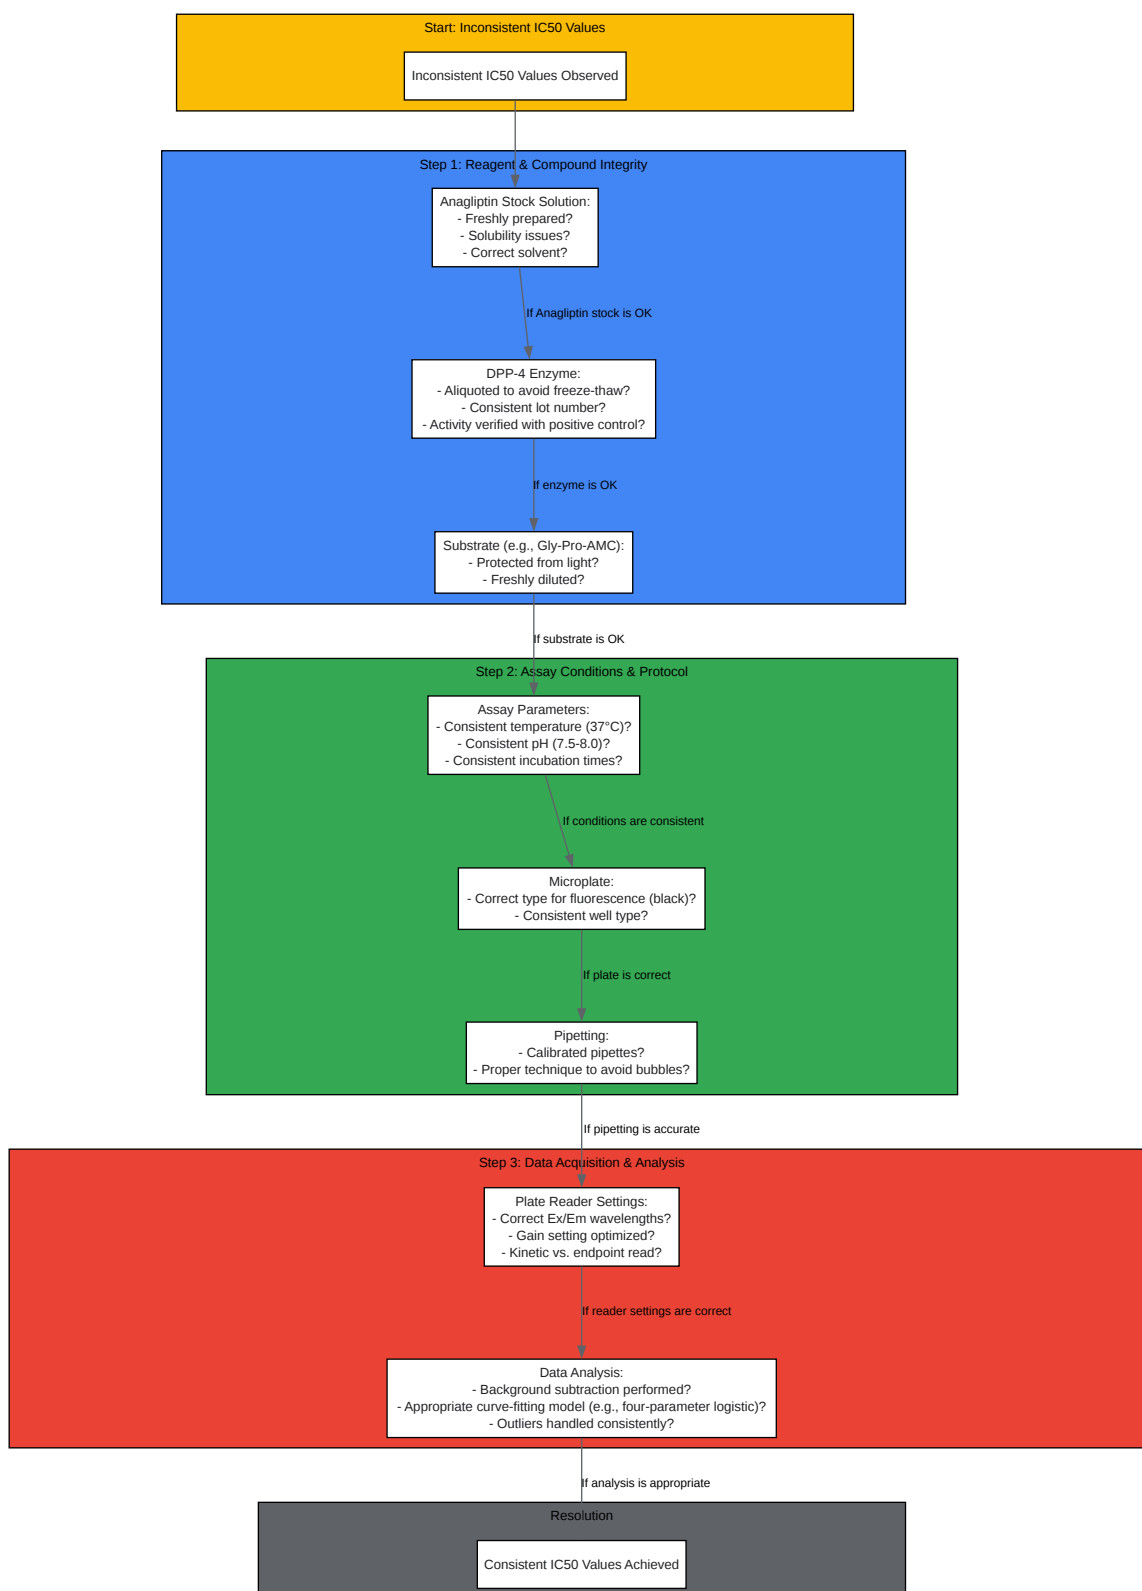 Start: Inconsistent IC50 Values
Inconsistent IC50 Values Observed
Step 1: Reagent & Compound Integrity
Anagliptin Stock Solution:
- Freshly prepared?
- Solubility issues?
- Correct solvent?
If Anagliptin stock is OK
DPP-4 Enzyme:
- Aliquoted to avoid freeze-thaw?
- Consistent lot number?
- Activity verified with positive control?
If enzyme is OK
Substrate (e.g., Gly-Pro-AMC):
- Protected from light?
- Freshly diluted?
If substrate is OK
Step 2: Assay Conditions & Protocol
Assay Parameters:
- Consistent temperature (37°C)?
- Consistent pH (7.5-8.0)?
- Consistent incubation times?
If conditions are consistent
Microplate:
- Correct type for fluorescence (black)?
- Consistent well type?
If plate is correct
Pipetting:
- Calibrated pipettes?
- Proper technique to avoid bubbles?
If pipetting is accurate
Step 3: Data Acquisition & Analysis
Plate Reader Settings:
- Correct Ex/Em wavelengths?
- Gain setting optimized?
- Kinetic vs. endpoint read?
If reader settings are correct
Data Analysis:
- Background subtraction performed?
- Appropriate curve-fitting model (e.g., four-parameter logistic)?
- Outliers handled consistently?
If analysis is appropriate
Resolution
Consistent IC50 Values Achieved